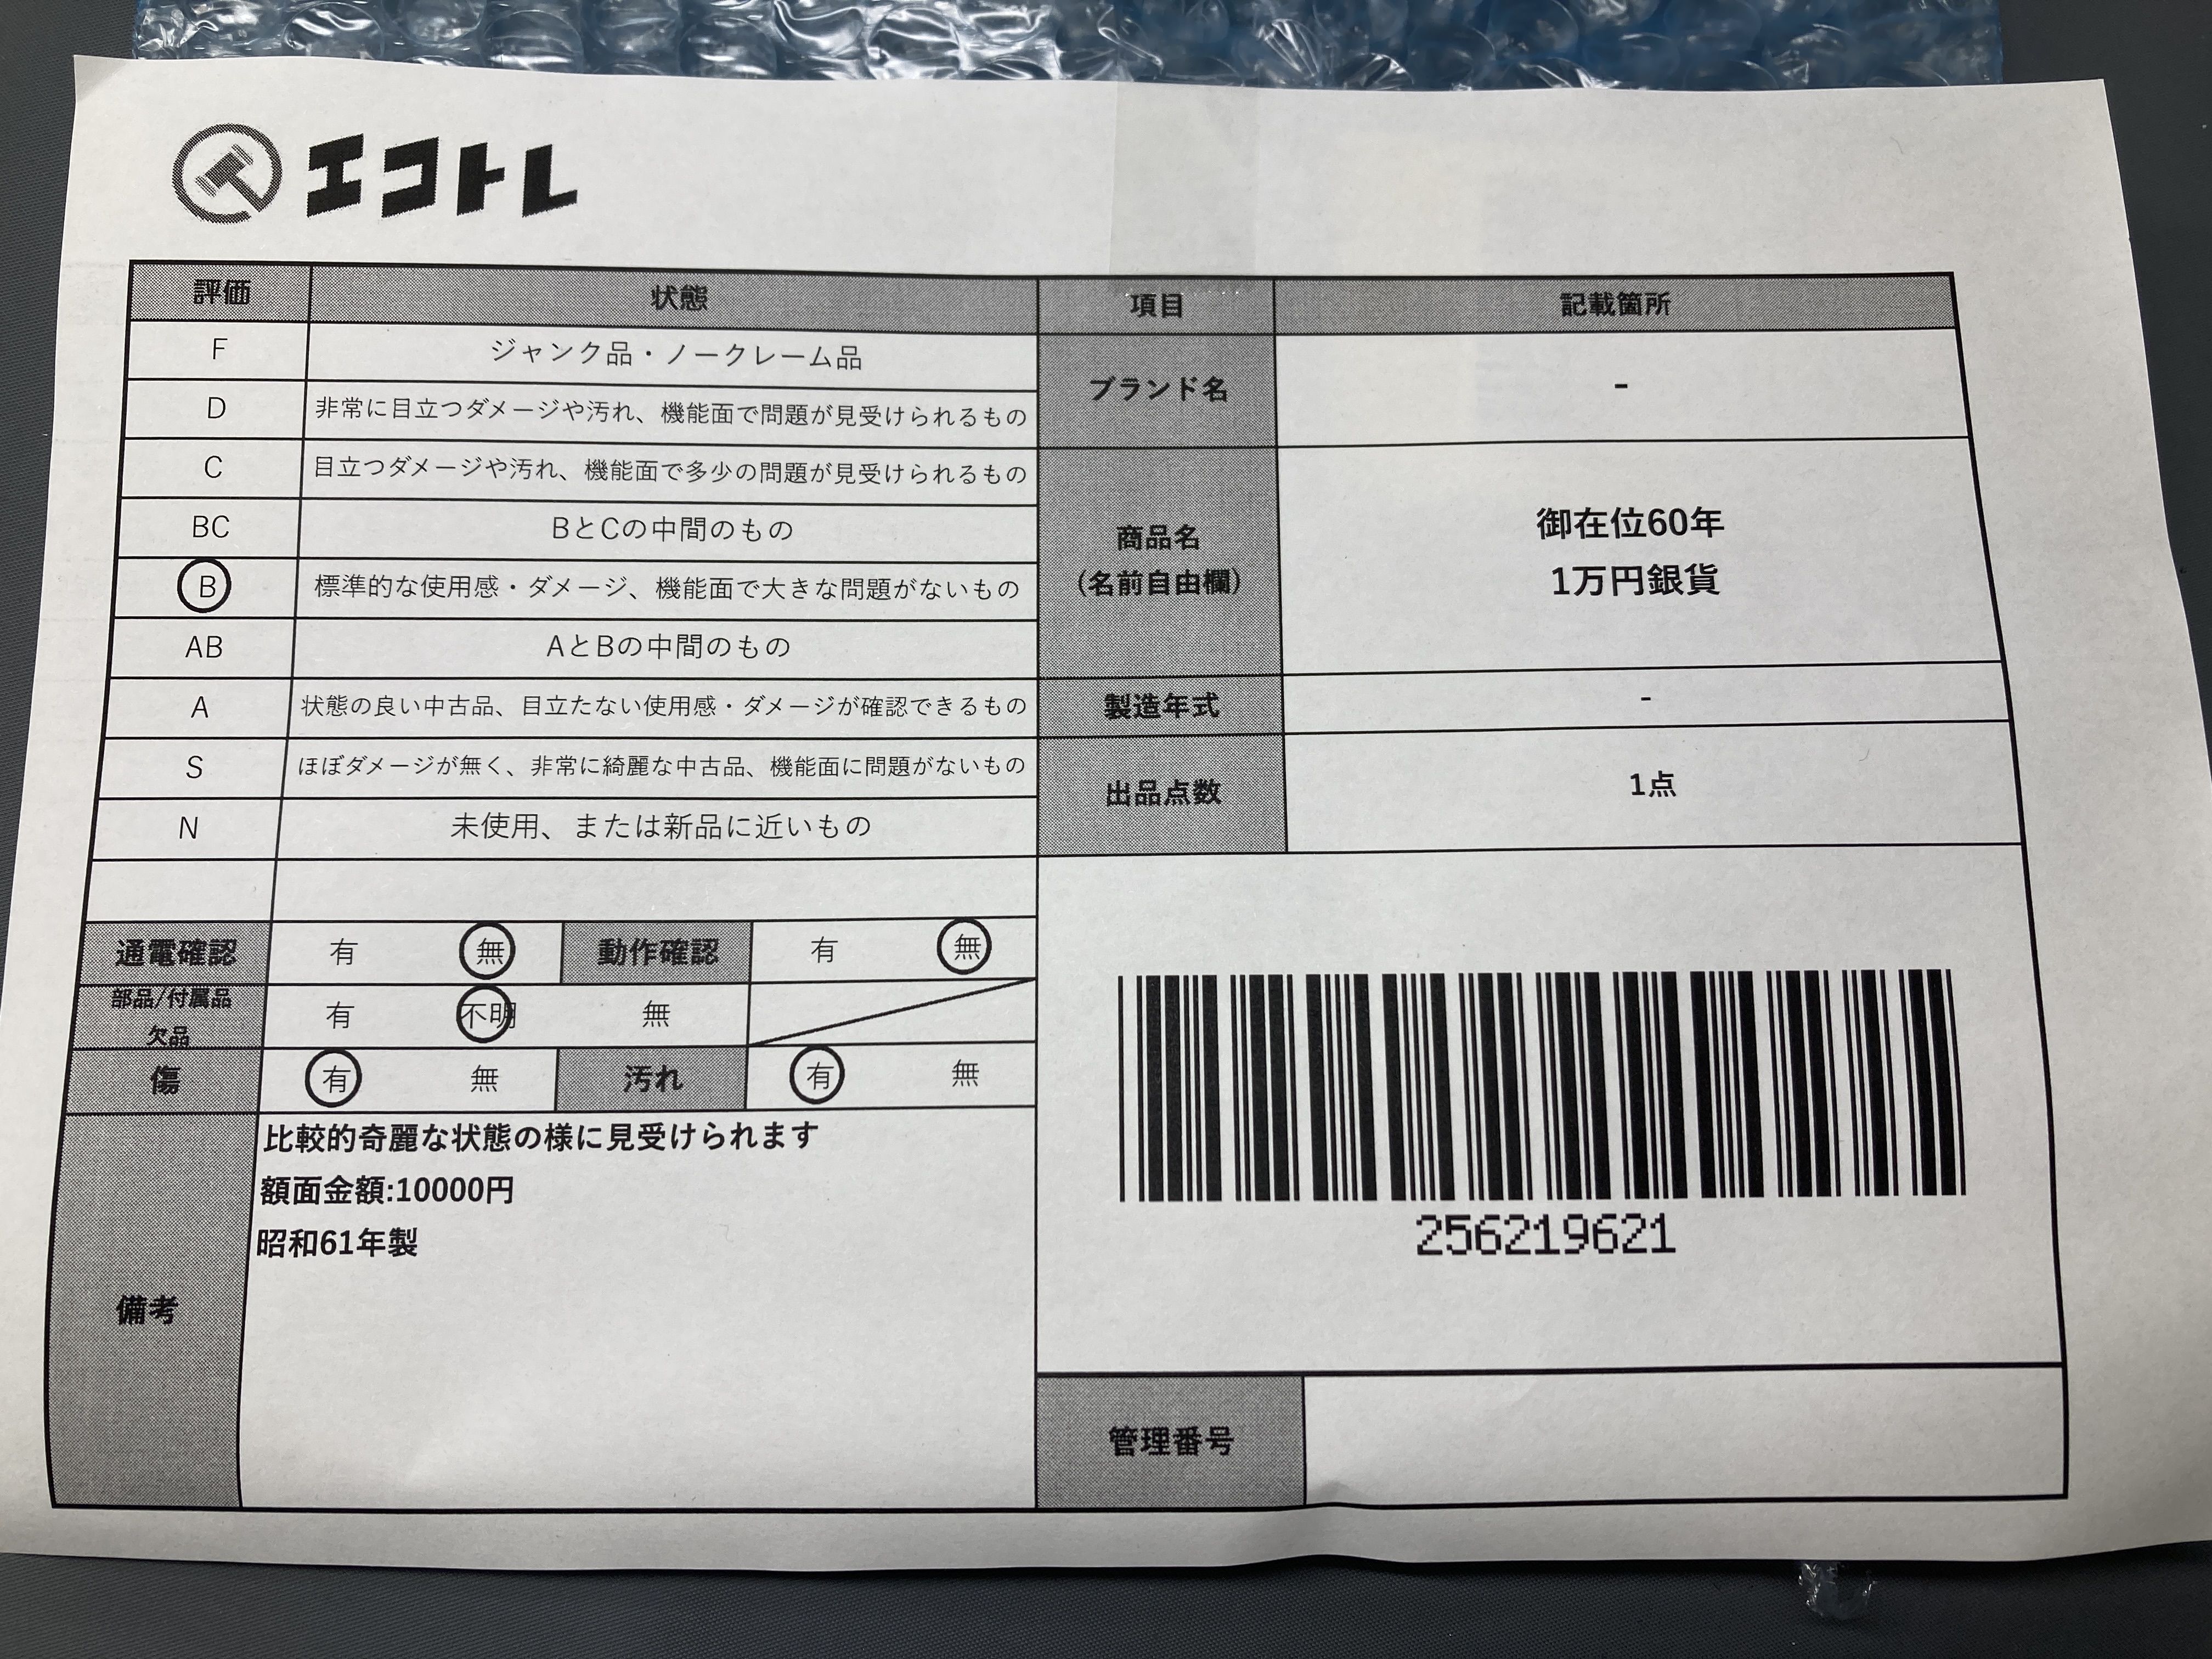 エコトレ
評価 状態
F ジャンク品・ノークレーム品
D 非常に目立つダメージや汚れ、機能面で問題が見受けられるもの
C 目立つダメージや汚れ、機能面で多少の問題が見受けられるもの
BC BとCの中間のもの
B 標準的な使用感・ダメージ、機能面で大きな問題がないもの
AB AとBの中間のもの
A 状態の良い中古品、目立たない使用感・ダメージが確認できるもの
S ほぼダメージが無く、非常に綺麗な中古品、機能面に問題がないもの
N 未使用、または新品に近いもの
通電確認 有 無 動作確認 有 無
部品/付属品
欠品 有 不明 無
傷 有 無 汚れ 有 無
備考
比較的奇麗な状態の様に見受けられます
額面金額:10000円
昭和61年製
項目 記載箇所
ブランド名 -
商品名
(名前自由欄)
御在位60年
1万円銀貨
製造年式 -
出品点数 1点
256219621
管理番号